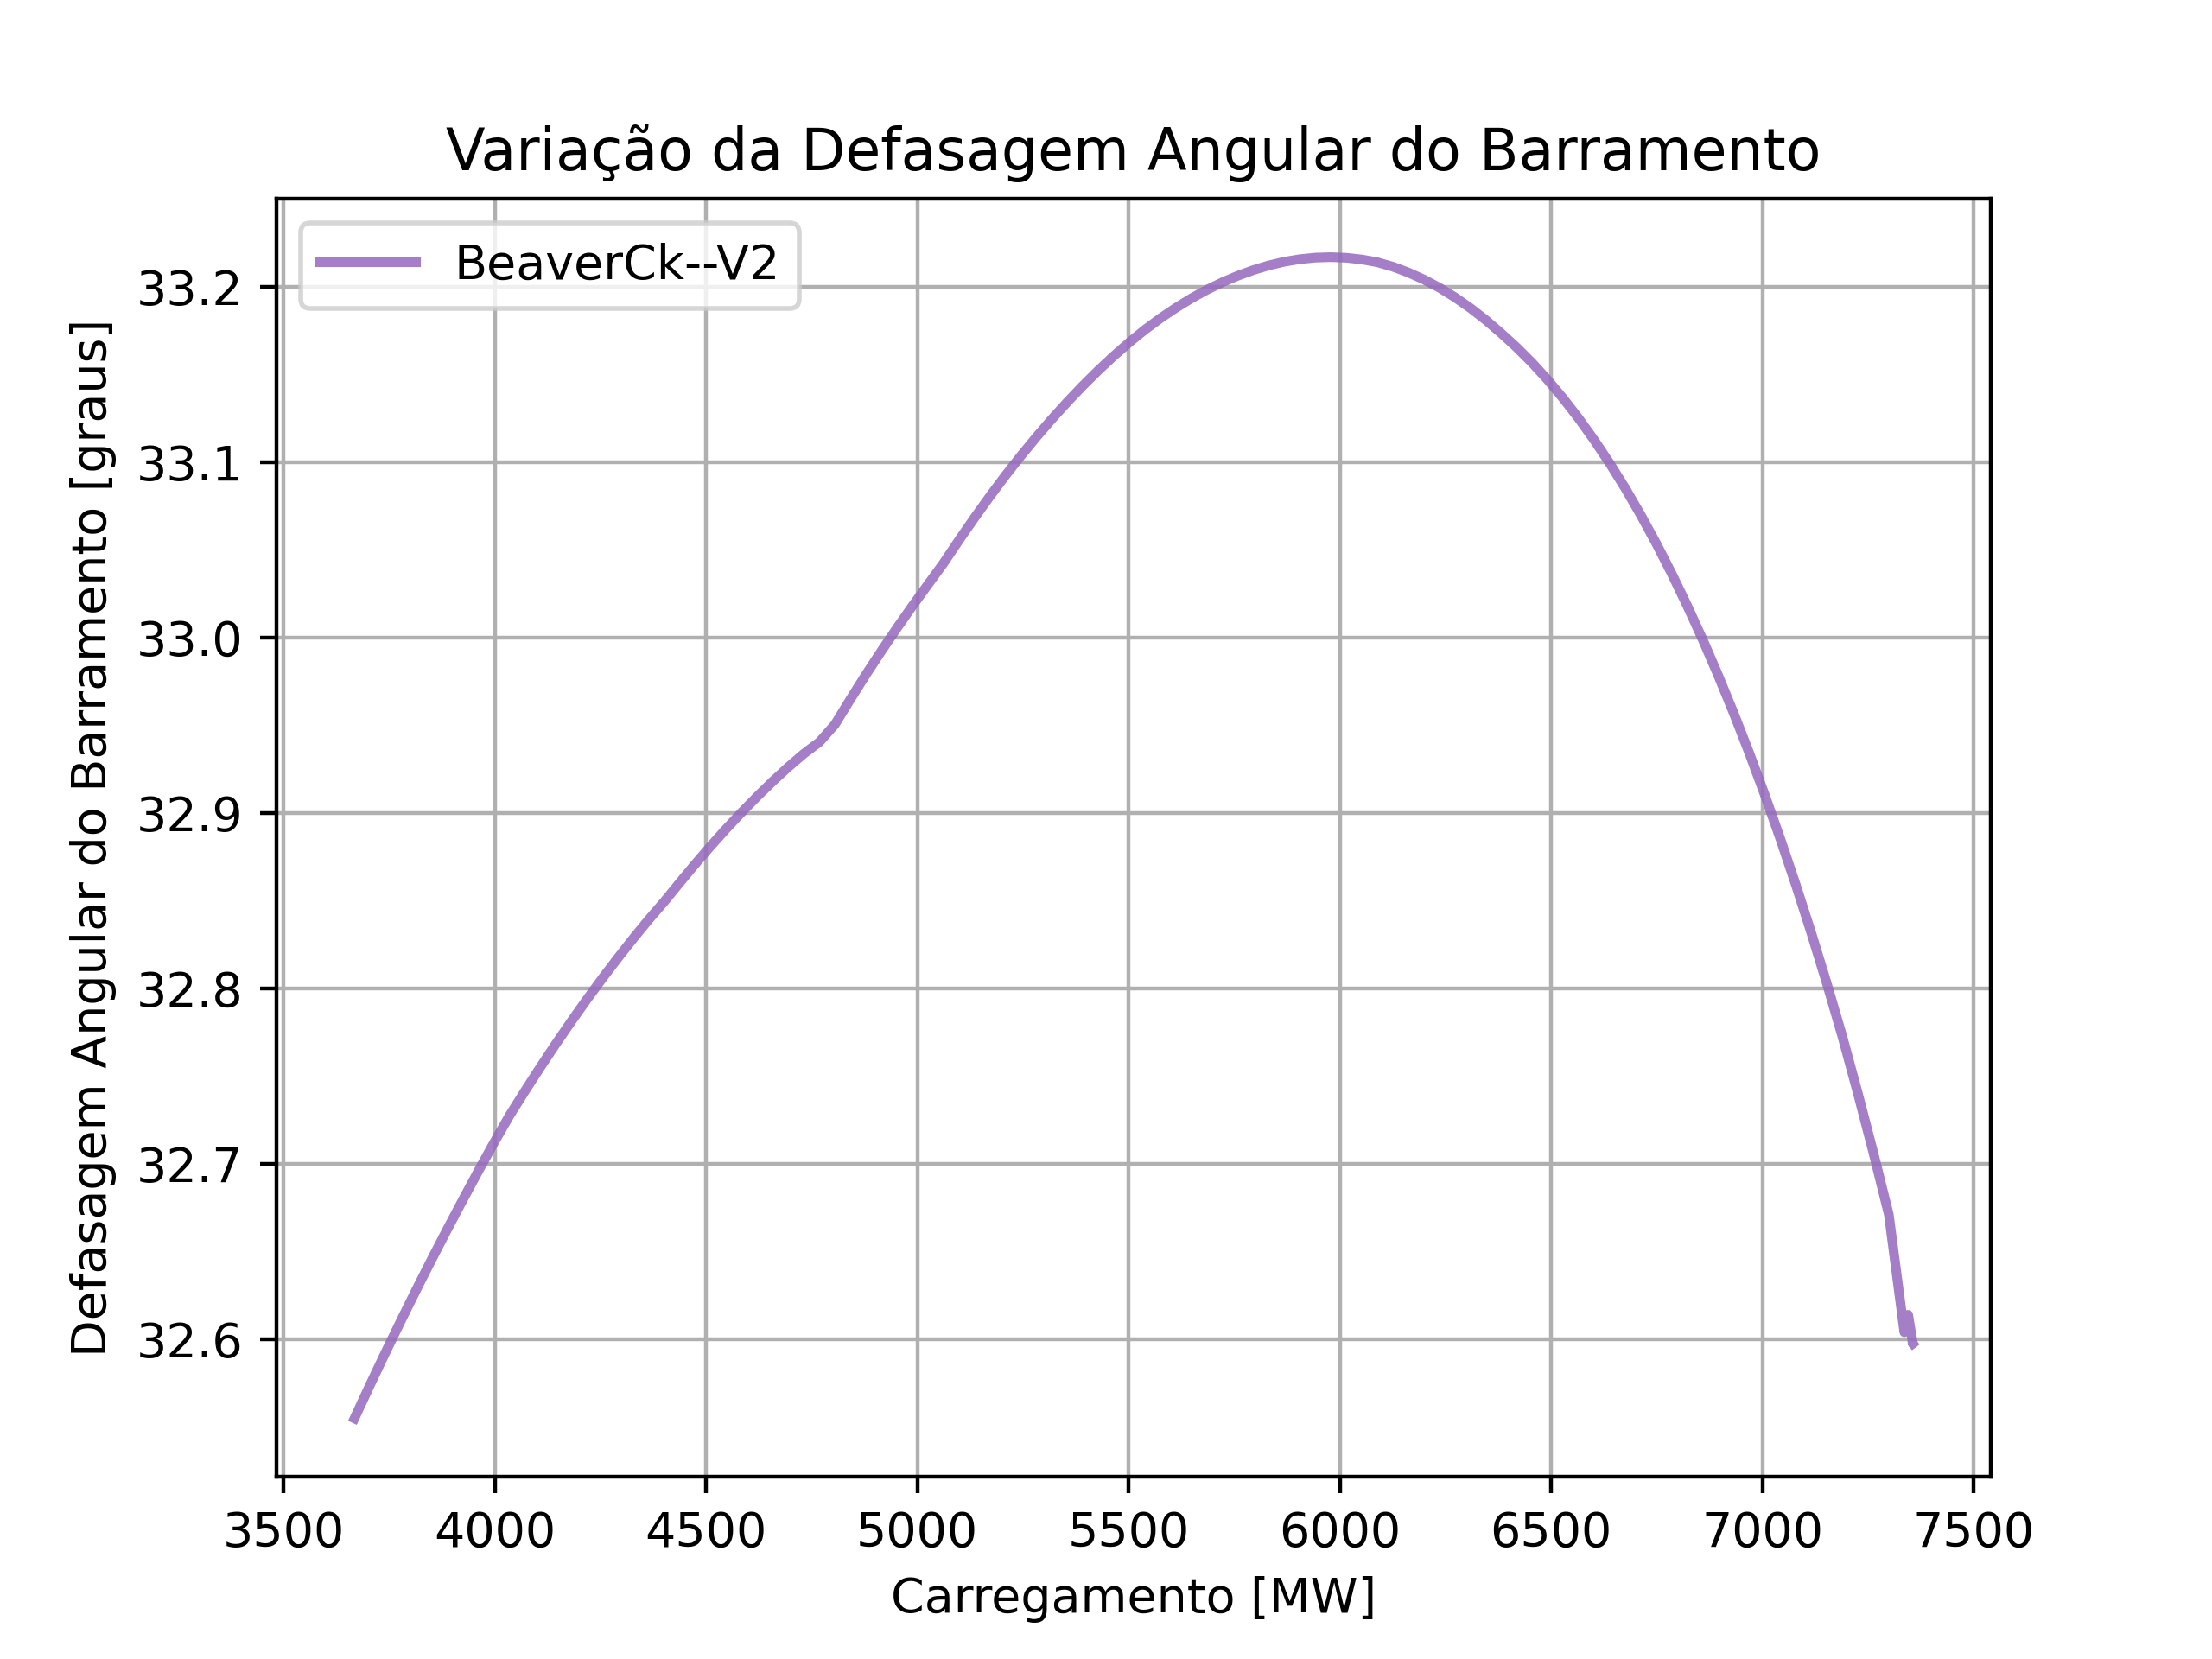 Variação da Defasagem Angular do Barramento
BeaverCk--V2
Defasagem Angular do Barramento [graus]
33.2
33.1
33.0
32.9
32.8
32.7
32.6
3500 4000 4500 5000 5500 6000 6500 7000 7500
Carregamento [MW]